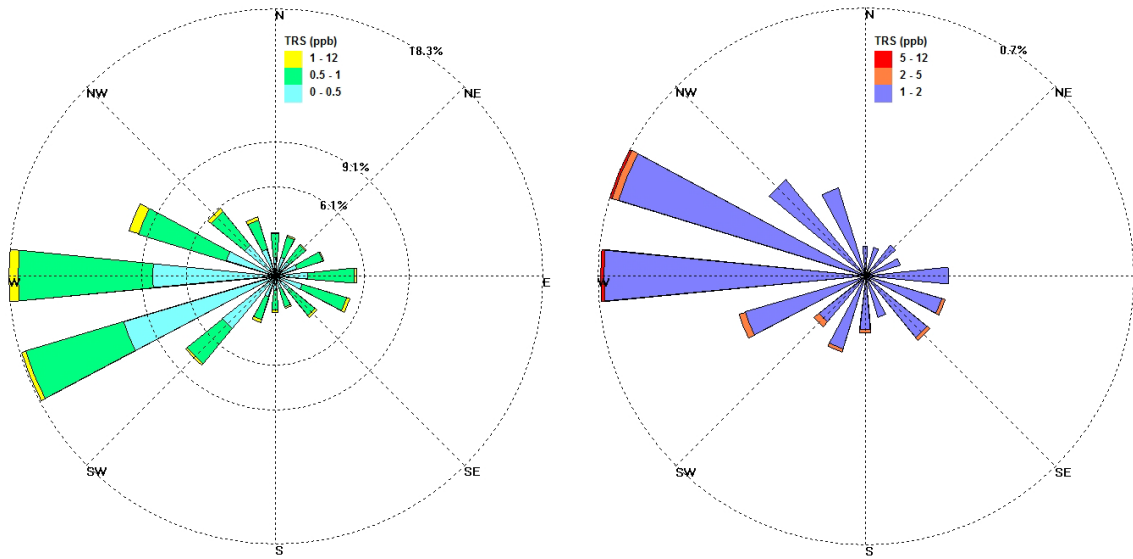 N
TRS (ppb)
1 - 12
0.5 - 1
0 - 0.5
18.3%
NW
NE
9.1%
6.1%
W
E
SW
SE
S
N
TRS (ppb)
5 - 12
2 - 5
1 - 2
0.7%
NW
NE
W
SW
SE
S